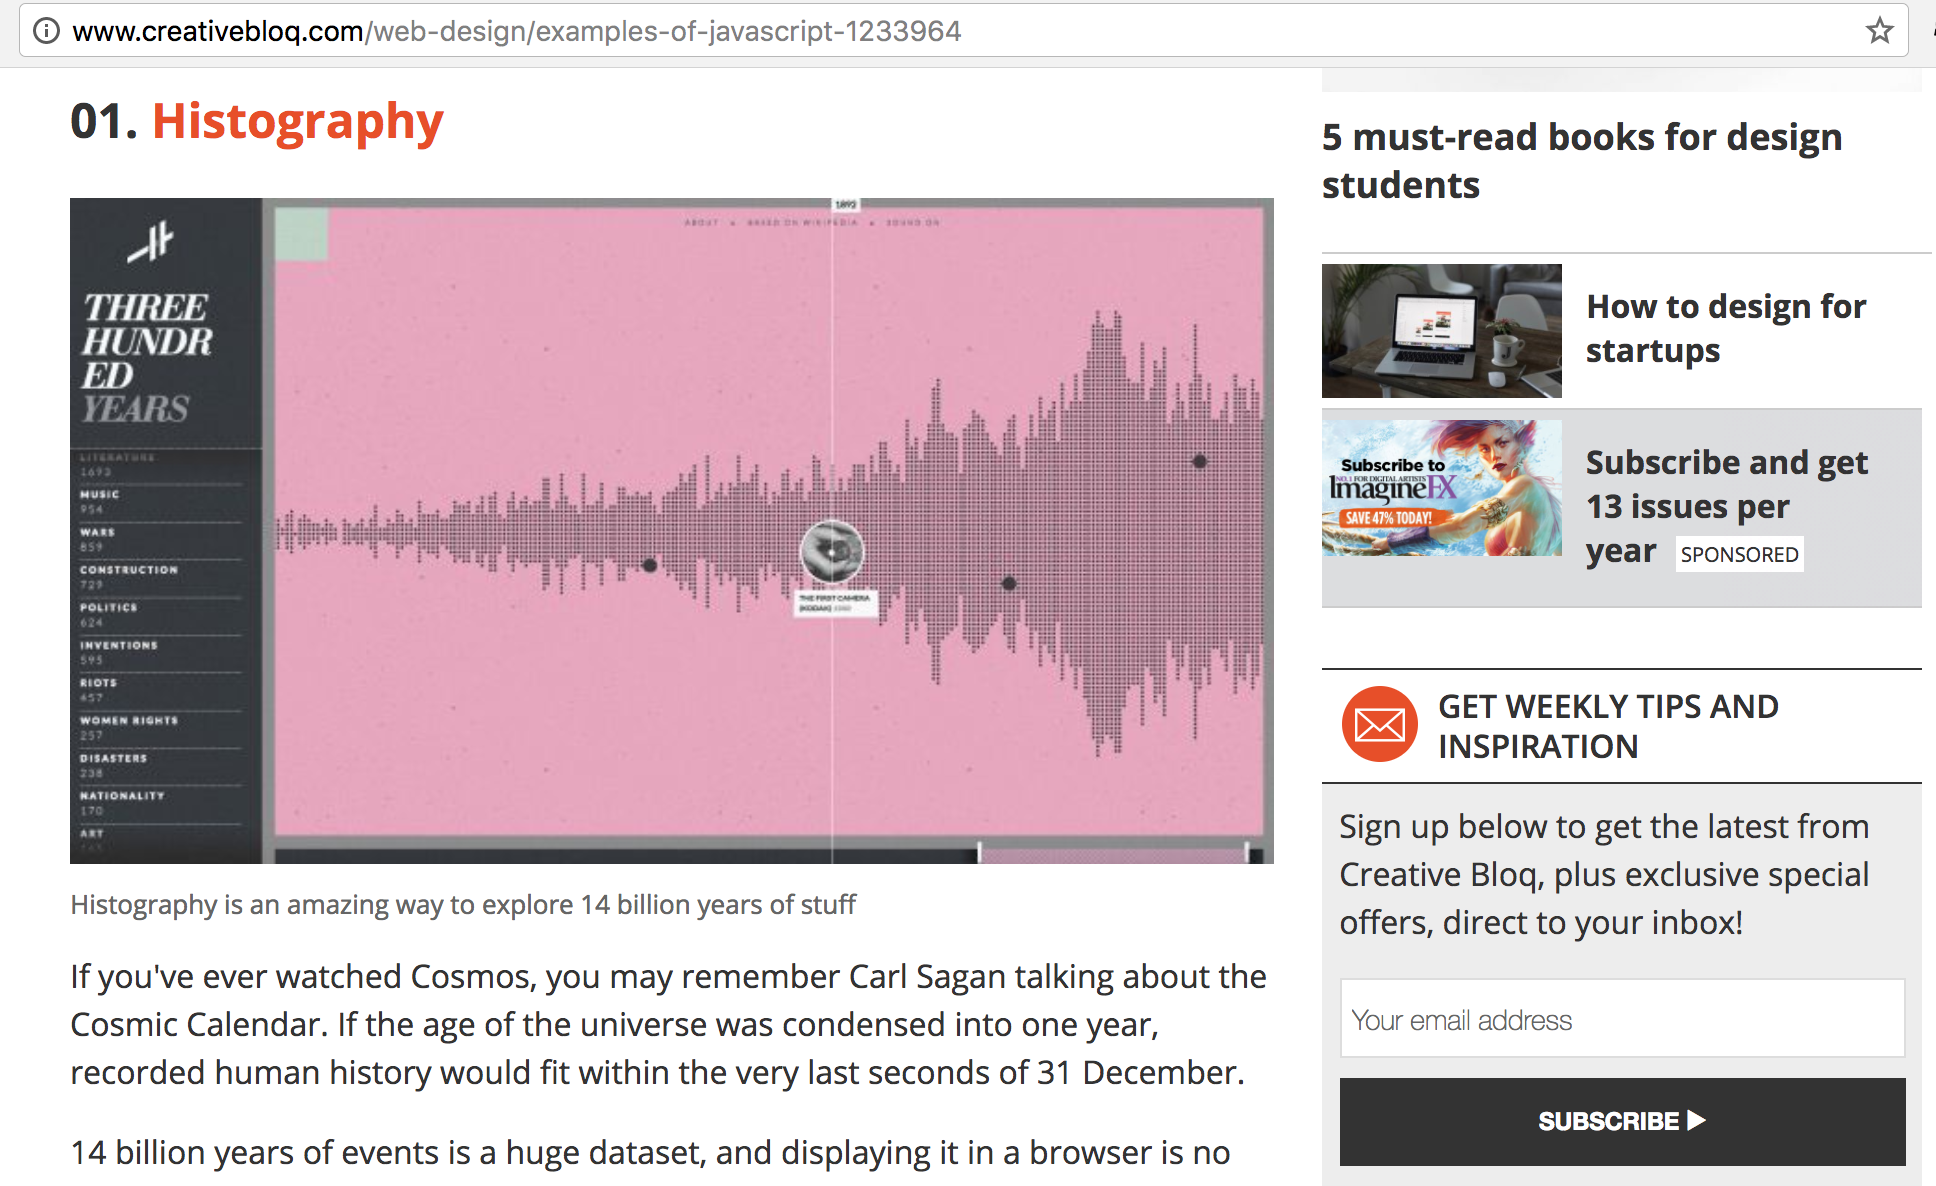 www.creativebloq.com/web-design/examples-of-javascript-1233964
01. Histography
1892
ABOUT • BASED ON WIKIPEDIA • SOUND ON
THREE
HUNDR
ED
YEARS
LITERATURE
1693
MUSIC
954
WARS
859
CONSTRUCTION
729
POLITICS
624
INVENTIONS
595
RIOTS
457
WOMEN RIGHTS
257
DISASTERS
238
NATIONALITY
170
ART
THE FIRST CAMERA
(KODAK)
Histography is an amazing way to explore 14 billion years of stuff
If you've ever watched Cosmos, you may remember Carl Sagan talking about the
Cosmic Calendar. If the age of the universe was condensed into one year,
recorded human history would fit within the very last seconds of 31 December.
14 billion years of events is a huge dataset, and displaying it in a browser is no
5 must-read books for design
students
How to design for
startups
Subscribe to
NO.1 FOR DIGITAL ARTISTS
ImagineFX
SAVE 47% TODAY!
Subscribe and get
13 issues per
year SPONSORED
GET WEEKLY TIPS AND
INSPIRATION
Sign up below to get the latest from
Creative Bloq, plus exclusive special
offers, direct to your inbox!
Your email address
SUBSCRIBE